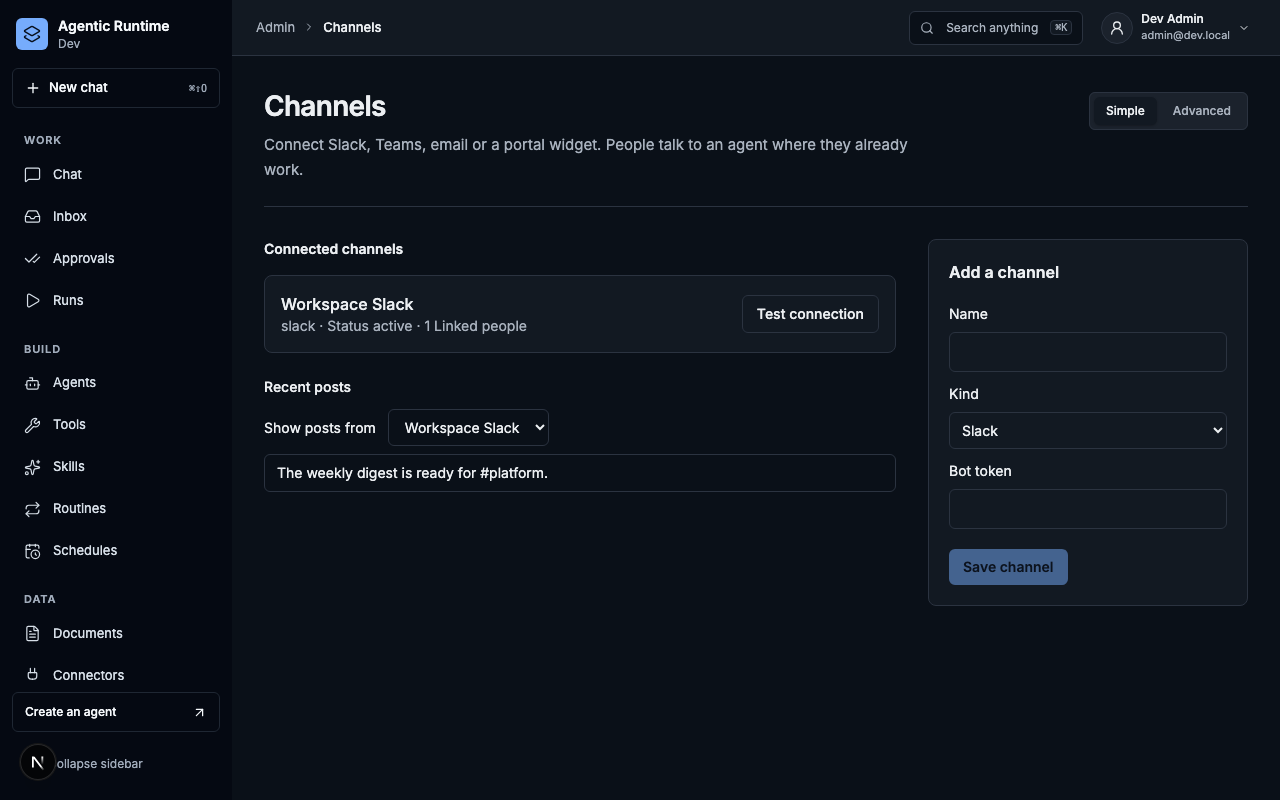 Agentic Runtime
Dev
New chat
⌘⇧O
WORK
Chat
Inbox
Approvals
Runs
BUILD
Agents
Tools
Skills
Routines
Schedules
DATA
Documents
Connectors
Create an agent
N
ollapse sidebar
Admin
Channels
Search anything
⌘K
Dev Admin
admin@dev.local
Channels
Connect Slack, Teams, email or a portal widget. People talk to an agent where they already
work.
Simple
Advanced
Connected channels
Workspace Slack
slack · Status active · 1 Linked people
Test connection
Recent posts
Show posts from
Workspace Slack
The weekly digest is ready for #platform.
Add a channel
Name
Kind
Slack
Bot token
Save channel